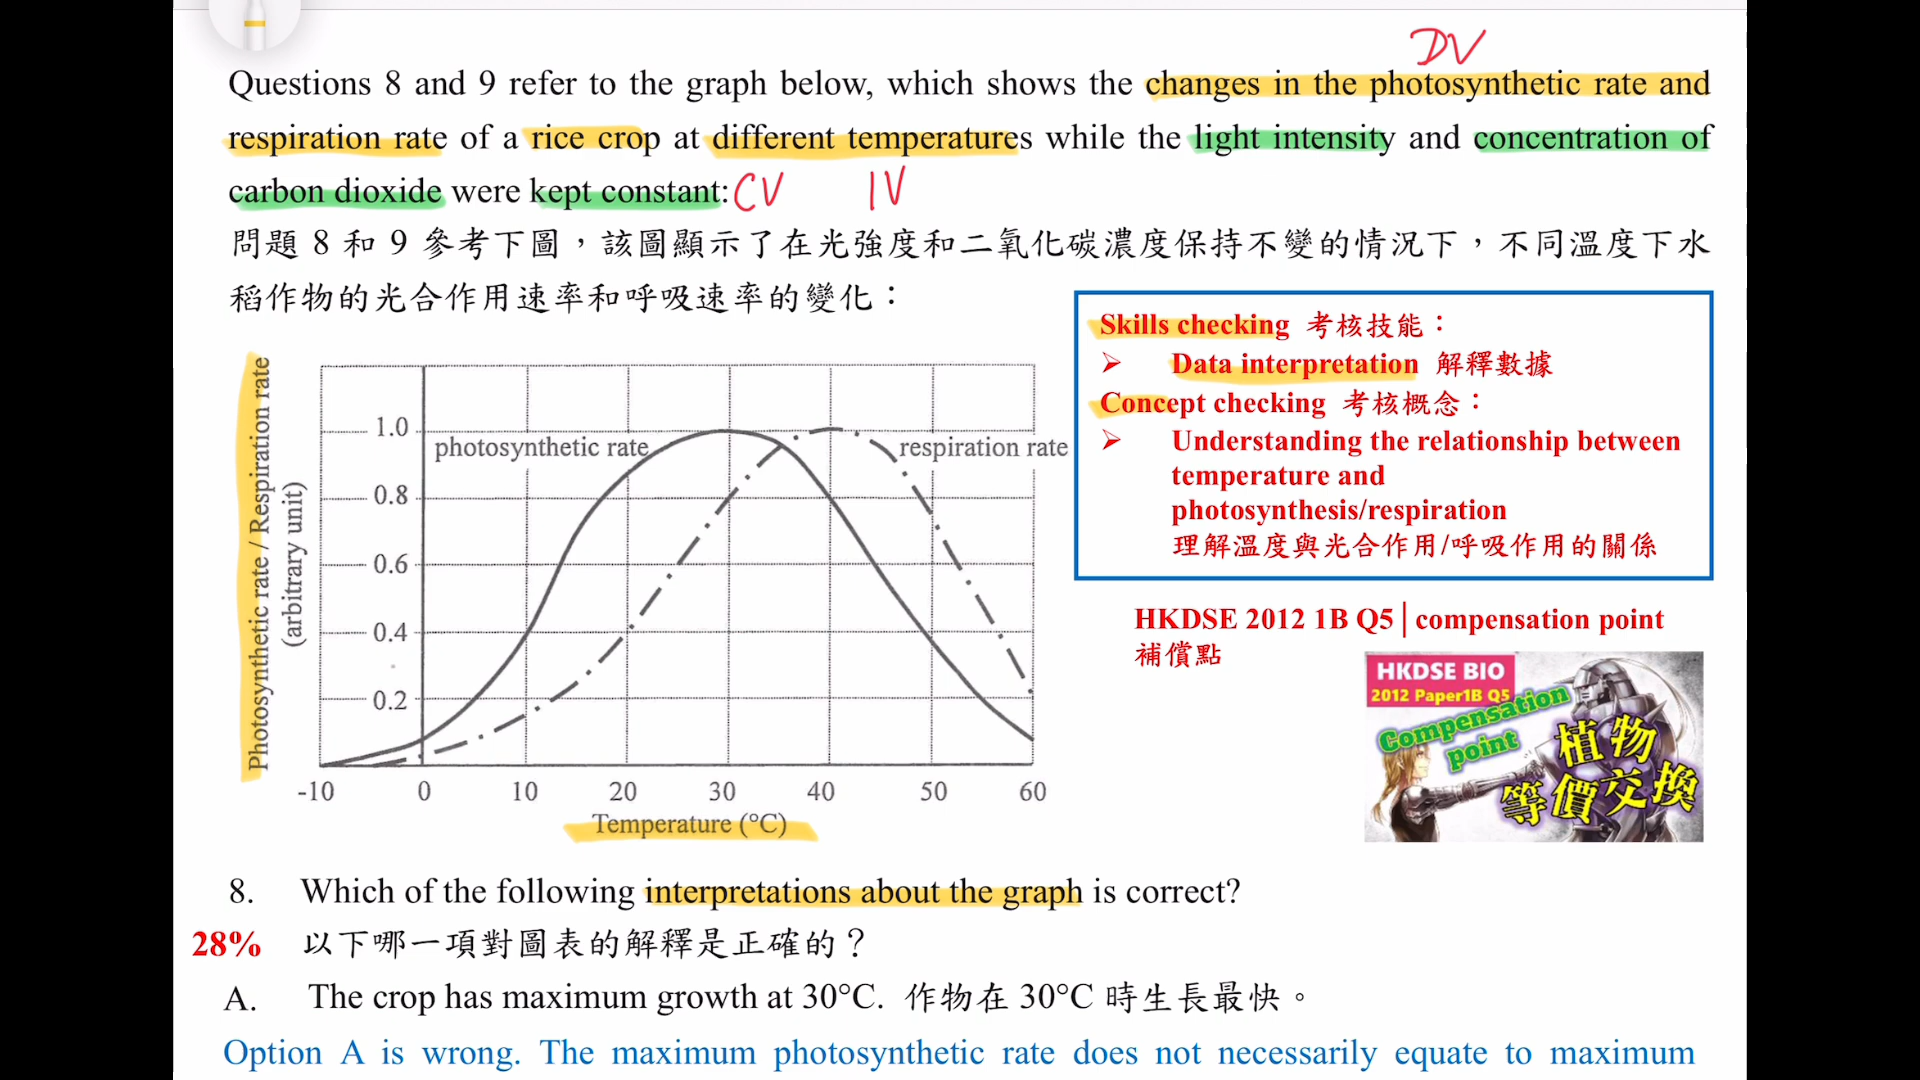 DV
Questions 8 and 9 refer to the graph below, which shows the changes in the photosynthetic rate and
respiration rate of a rice crop at different temperatures while the light intensity and concentration of
carbon dioxide were kept constant: CV IV
問題 8 和 9 參考下圖，該圖顯示了在光強度和二氧化碳濃度保持不變的情況下，不同溫度下水
稻作物的光合作用速率和呼吸速率的變化：
Skills checking 考核技能：
➢ Data interpretation 解釋數據
Concept checking 考核概念：
➢ Understanding the relationship between
temperature and
photosynthesis/respiration
理解溫度與光合作用/呼吸作用的關係
Photosynthetic rate / Respiration rate
(arbitrary unit)
1.0
0.8
0.6
0.4
0.2
photosynthetic rate
respiration rate
-10 0 10 20 30 40 50 60
Temperature (°C)
HKDSE 2012 1B Q5 | compensation point
補償點
HKDSE BIO
2012 Paper1B Q5
Compensation
point
植物
等價交換
8. Which of the following interpretations about the graph is correct?
28% 以下哪一項對圖表的解釋是正確的？
A. The crop has maximum growth at 30°C. 作物在 30°C 時生長最快。
Option A is wrong. The maximum photosynthetic rate does not necessarily equate to maximum